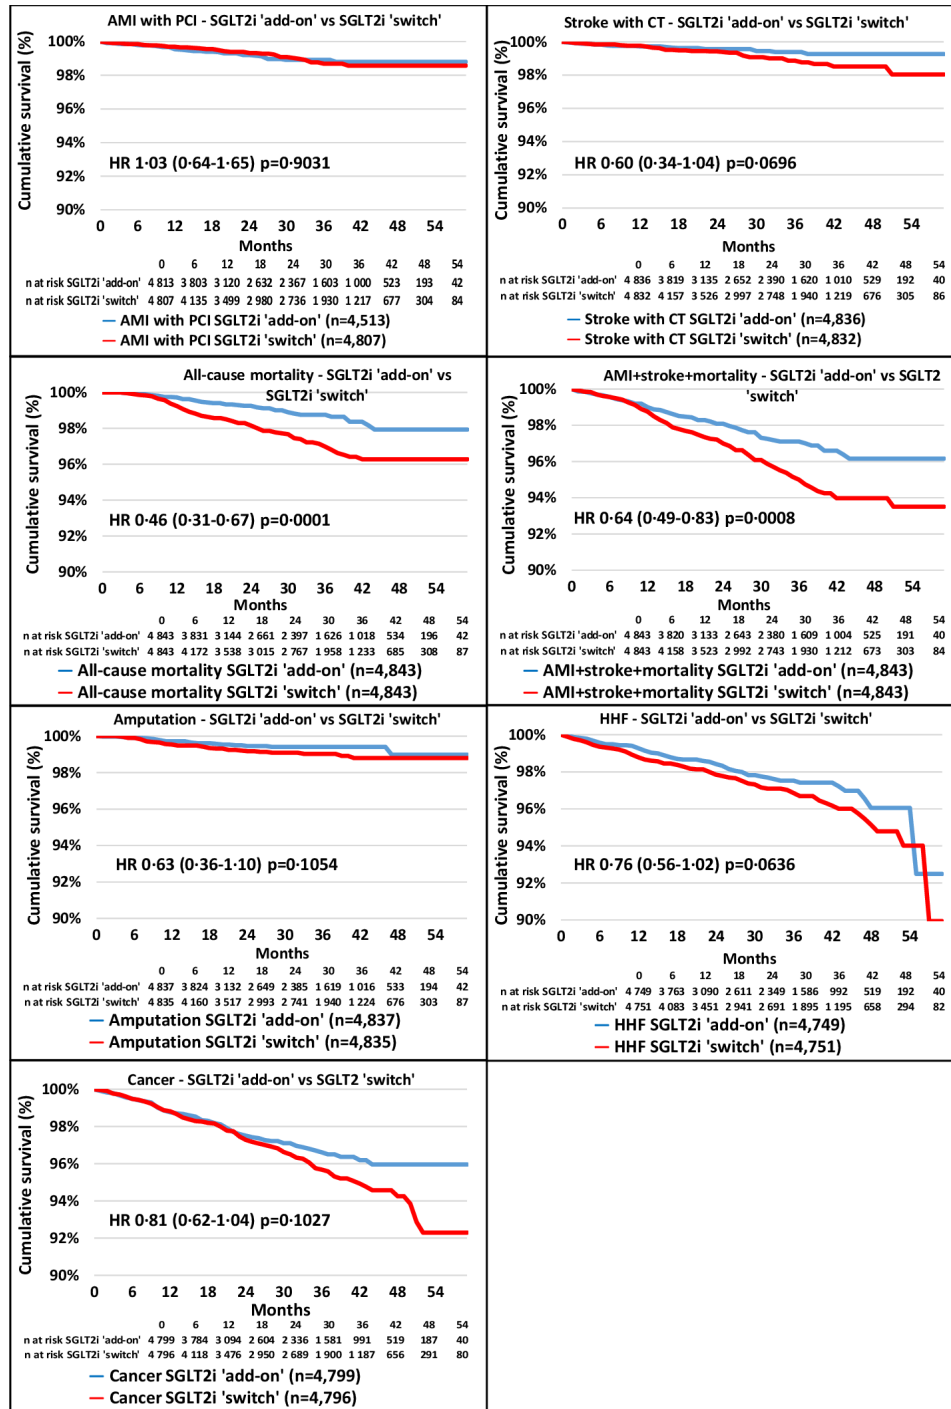 AMI with PCI - SGLT2i 'add-on' vs SGLT2i 'switch'
Cumulative survival (%)
100%
98%
96%
94%
92%
90%
HR 1·03 (0·64-1·65) p=0·9031
0 6 12 18 24 30 36 42 48 54
Months
0 6 12 18 24 30 36 42 48 54
n at risk SGLT2i 'add-on' 4 813 3 803 3 120 2 632 2 367 1 603 1 000 523 193 42
n at risk SGLT2i 'switch' 4 807 4 135 3 499 2 980 2 736 1 930 1 217 677 304 84
AMI with PCI SGLT2i 'add-on' (n=4,513)
AMI with PCI SGLT2i 'switch' (n=4,807)
Stroke with CT - SGLT2i 'add-on' vs SGLT2i 'switch'
Cumulative survival (%)
100%
98%
96%
94%
92%
90%
HR 0·60 (0·34-1·04) p=0·0696
0 6 12 18 24 30 36 42 48 54
Months
0 6 12 18 24 30 36 42 48 54
n at risk SGLT2i 'add-on' 4 836 3 819 3 135 2 652 2 390 1 620 1 010 529 192 40
n at risk SGLT2i 'switch' 4 832 4 157 3 526 2 997 2 748 1 940 1 219 676 305 86
Stroke with CT SGLT2i 'add-on' (n=4,836)
Stroke with CT SGLT2i 'switch' (n=4,832)
All-cause mortality - SGLT2i 'add-on' vs
SGLT2i 'switch'
Cumulative survival (%)
100%
98%
96%
94%
92%
90%
HR 0·46 (0·31-0·67) p=0·0001
0 6 12 18 24 30 36 42 48 54
Months
0 6 12 18 24 30 36 42 48 54
n at risk SGLT2i 'add-on' 4 843 3 831 3 144 2 661 2 397 1 626 1 018 534 196 42
n at risk SGLT2i 'switch' 4 843 4 172 3 538 3 015 2 767 1 958 1 233 685 308 87
All-cause mortality SGLT2i 'add-on' (n=4,843)
All-cause mortality SGLT2i 'switch' (n=4,843)
AMI+stroke+mortality - SGLT2i 'add-on' vs SGLT2
'switch'
Cumulative survival (%)
100%
98%
96%
94%
92%
90%
HR 0·64 (0·49-0·83) p=0·0008
0 6 12 18 24 30 36 42 48 54
Months
0 6 12 18 24 30 36 42 48 54
n at risk SGLT2i 'add-on' 4 843 3 820 3 133 2 643 2 380 1 609 1 004 525 191 40
n at risk SGLT2i 'switch' 4 843 4 158 3 523 2 992 2 743 1 930 1 212 673 303 84
AMI+stroke+mortality SGLT2i 'add-on' (n=4,843)
AMI+stroke+mortality SGLT2i 'switch' (n=4,843)
Amputation - SGLT2i 'add-on' vs SGLT2i 'switch'
Cumulative survival (%)
100%
98%
96%
94%
92%
90%
HR 0·63 (0·36-1·10) p=0·1054
0 6 12 18 24 30 36 42 48 54
Months
0 6 12 18 24 30 36 42 48 54
n at risk SGLT2i 'add-on' 4 837 3 824 3 132 2 649 2 385 1 619 1 016 533 194 42
n at risk SGLT2i 'switch' 4 835 4 160 3 517 2 993 2 741 1 940 1 224 676 303 87
Amputation SGLT2i 'add-on' (n=4,837)
Amputation SGLT2i 'switch' (n=4,835)
HHF - SGLT2i 'add-on' vs SGLT2i 'switch'
Cumulative survival (%)
100%
98%
96%
94%
92%
90%
HR 0·76 (0·56-1·02) p=0·0636
0 6 12 18 24 30 36 42 48 54
Months
0 6 12 18 24 30 36 42 48 54
n at risk SGLT2i 'add-on' 4 749 3 763 3 090 2 611 2 349 1 586 992 519 192 40
n at risk SGLT2i 'switch' 4 751 4 083 3 451 2 941 2 691 1 895 1 195 658 294 82
HHF SGLT2i 'add-on' (n=4,749)
HHF SGLT2i 'switch' (n=4,751)
Cancer - SGLT2i 'add-on' vs SGLT2 'switch'
Cumulative survival (%)
100%
98%
96%
94%
92%
90%
HR 0·81 (0·62-1·04) p=0·1027
0 6 12 18 24 30 36 42 48 54
Months
0 6 12 18 24 30 36 42 48 54
n at risk SGLT2i 'add-on' 4 799 3 784 3 094 2 604 2 336 1 581 991 519 187 40
n at risk SGLT2i 'switch' 4 796 4 118 3 476 2 950 2 689 1 900 1 187 656 291 80
Cancer SGLT2i 'add-on' (n=4,799)
Cancer SGLT2i 'switch' (n=4,796)